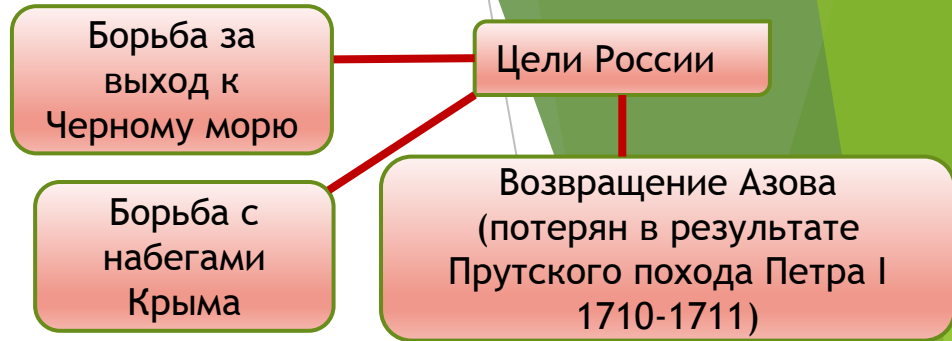 Цели России
Борьба за
выход к
Черному морю
Борьба с
набегами
Крыма
Возвращение Азова
(потерян в результате
Прутского похода Петра I
1710-1711)